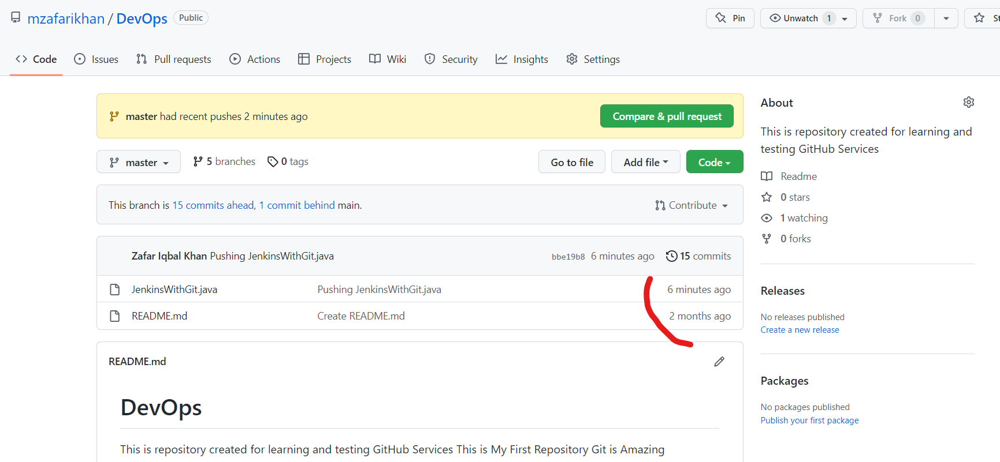 mzafarikhan / DevOps Public Pin Unwatch 1 Fork 0
Code Issues Pull requests Actions Projects Wiki Security Insights Settings
master had recent pushes 2 minutes ago Compare & pull request
master 5 branches 0 tags Go to file Add file Code
This branch is 15 commits ahead, 1 commit behind main. Contribute
Zafar Iqbal Khan Pushing JenkinsWithGit.java bbe19b8 6 minutes ago 15 commits
JenkinsWithGit.java Pushing JenkinsWithGit.java 6 minutes ago
README.md Create README.md 2 months ago
README.md
DevOps
This is repository created for learning and testing GitHub Services This is My First Repository Git is Amazing
About
This is repository created for learning and
testing GitHub Services
Readme
0 stars
1 watching
0 forks
Releases
No releases published
Create a new release
Packages
No packages published
Publish your first package